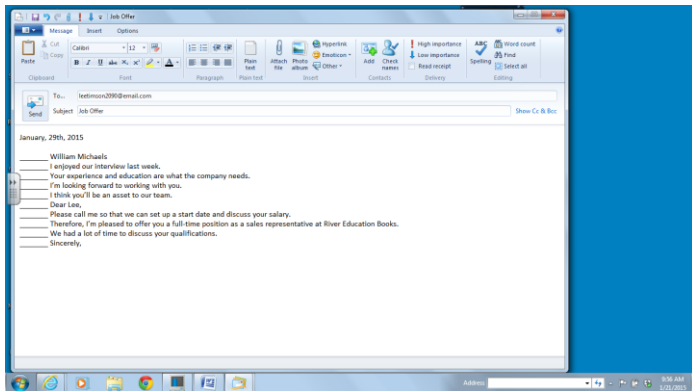 Job Offer
Message Insert Options
Cut
Copy
Paste
Clipboard
Calibri 12
B I U abc X₂ X² A
Font
Paragraph
Plain text
Plain text
Attach file
Photo album
Hyperlink
Emoticon
Other
Insert
Add
Check names
Contacts
High importance
Low importance
Read receipt
Delivery
ABC
Spelling
Word count
Find
Select all
Editing
Send
To... leetimson2090@email.com
Subject Job Offer
Show Cc & Bcc
January, 29th, 2015
_______ William Michaels
_______ I enjoyed our interview last week.
_______ Your experience and education are what the company needs.
_______ I'm looking forward to working with you.
_______ I think you'll be an asset to our team.
_______ Dear Lee,
_______ Please call me so that we can set up a start date and discuss your salary.
_______ Therefore, I'm pleased to offer you a full-time position as a sales representative at River Education Books.
_______ We had a lot of time to discuss your qualifications.
_______ Sincerely,
Address
9:56 AM
1/21/2015